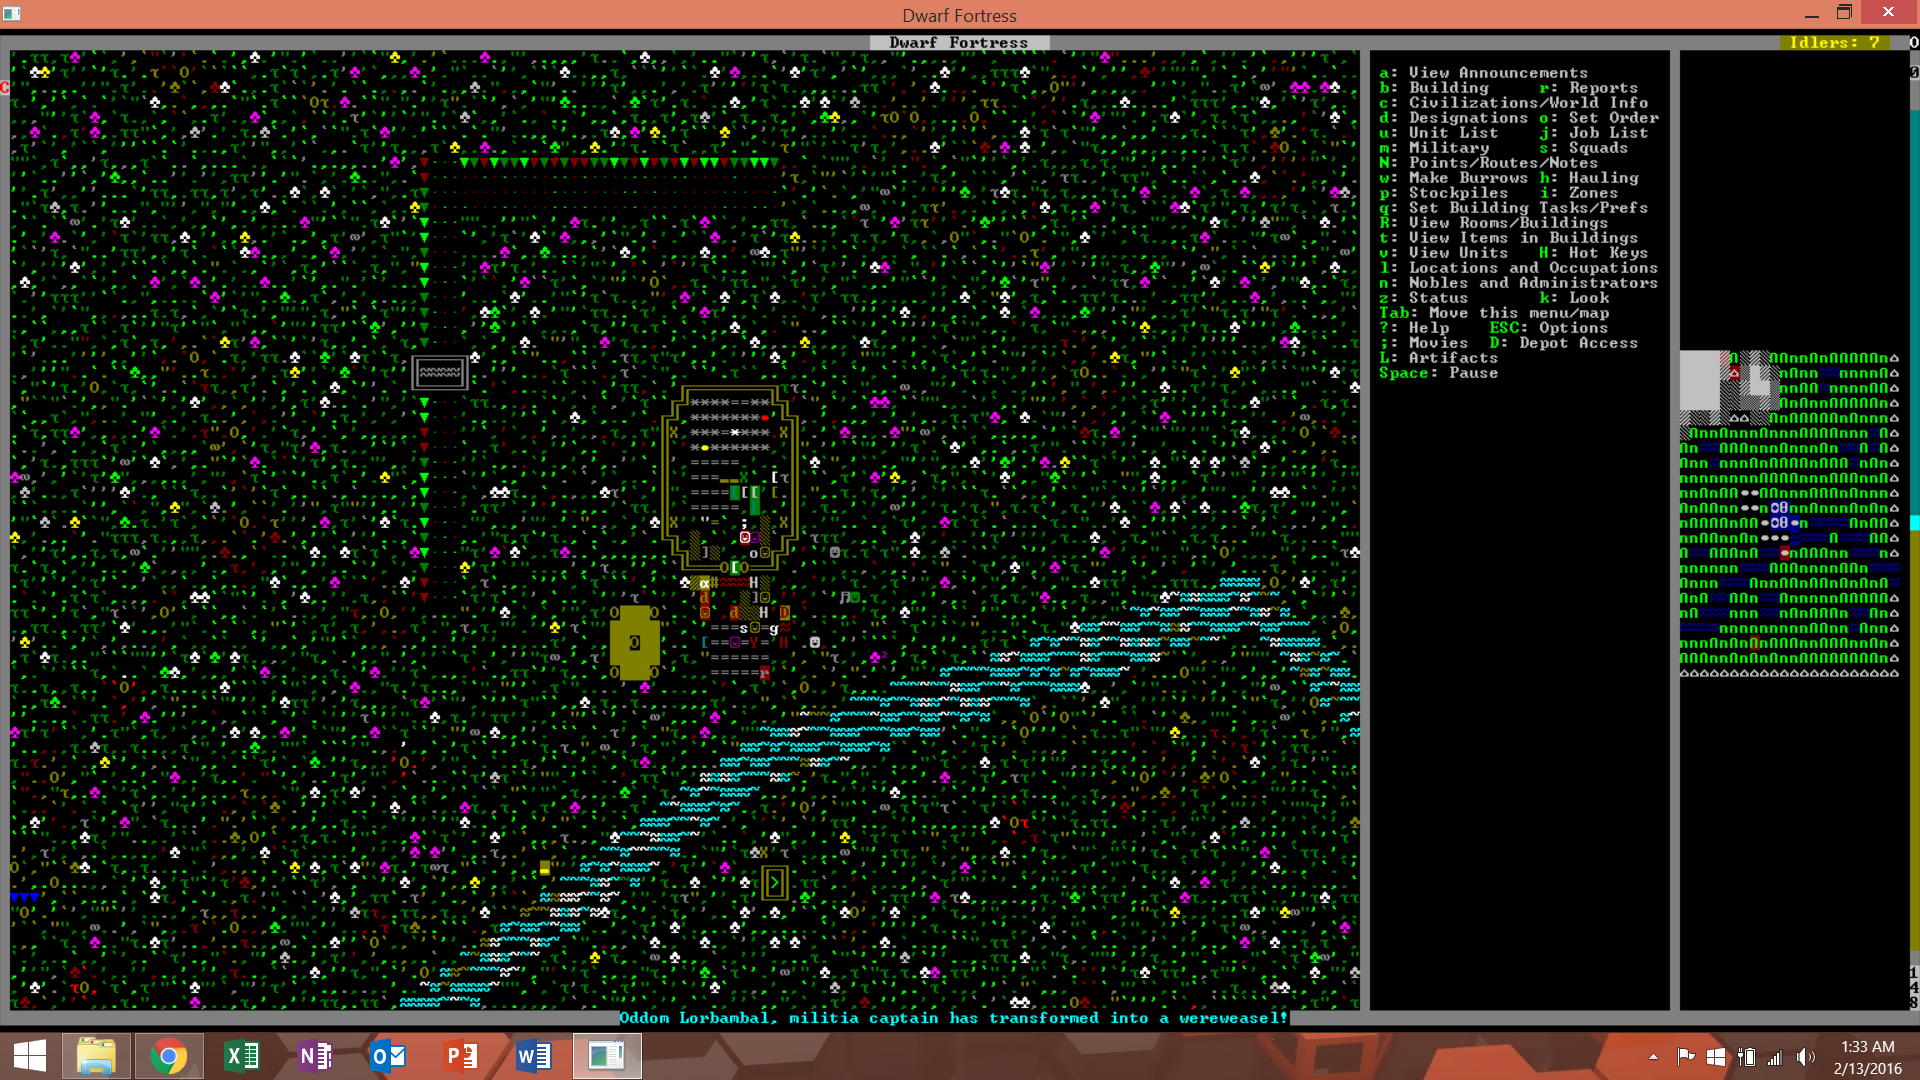 Dwarf Fortress
Dwarf Fortress
Idlers: 7
a: View Announcements
b: Building r: Reports
c: Civilizations/World Info
d: Designations o: Set Order
u: Unit List j: Job List
m: Military s: Squads
N: Points/Routes/Notes
w: Make Burrows h: Hauling
p: Stockpiles i: Zones
q: Set Building Tasks/Prefs
R: View Rooms/Buildings
t: View Items in Buildings
v: View Units H: Hot Keys
l: Locations and Occupations
n: Nobles and Administrators
z: Status k: Look
Tab: Move this menu/map
?: Help ESC: Options
;: Movies D: Depot Access
L: Artifacts
Space: Pause
Oddom Lorbambal, militia captain has transformed into a wereweasel!
1:33 AM
2/13/2016